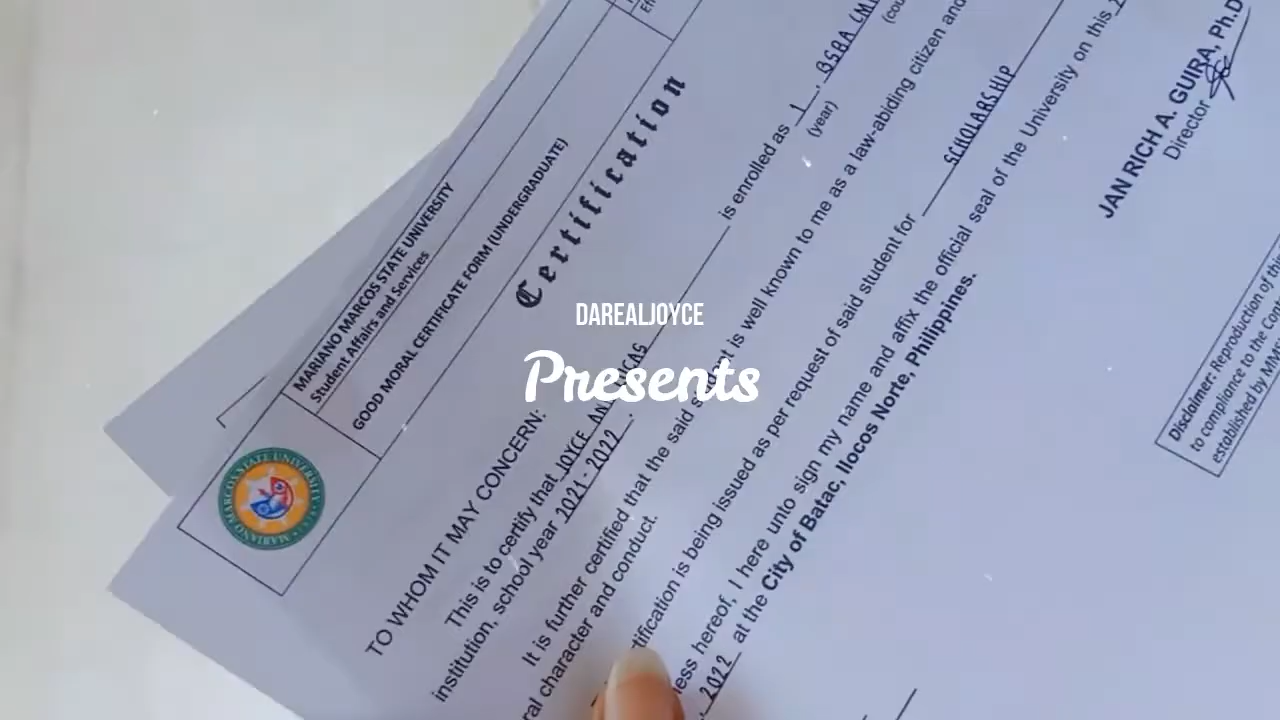 MARIANO MARCOS STATE UNIVERSITY
Student Affairs and Services
GOOD MORAL CERTIFICATE FORM (UNDERGRADUATE)
MARIANO MARCOS STATE UNIVERSITY
Certification
TO WHOM IT MAY CONCERN:
This is to certify that JOYCE is enrolled as 1, BSBA
(year)
institution, school year 2021-2022.
It is further certified that the said student is well known to me as a law-abiding citizen and
character and conduct.
is being issued as per request of said student for SCHOLARSHIP
hereof, I here unto sign my name and affix the official seal of the University on this
2022 at the City of Batac, Ilocos Norte, Philippines.
JAN RICH A. GUIRA, Ph.D
Director
Disclaimer: Reproduction of
to compliance to the
established by
DAREALJOYCE
Presents